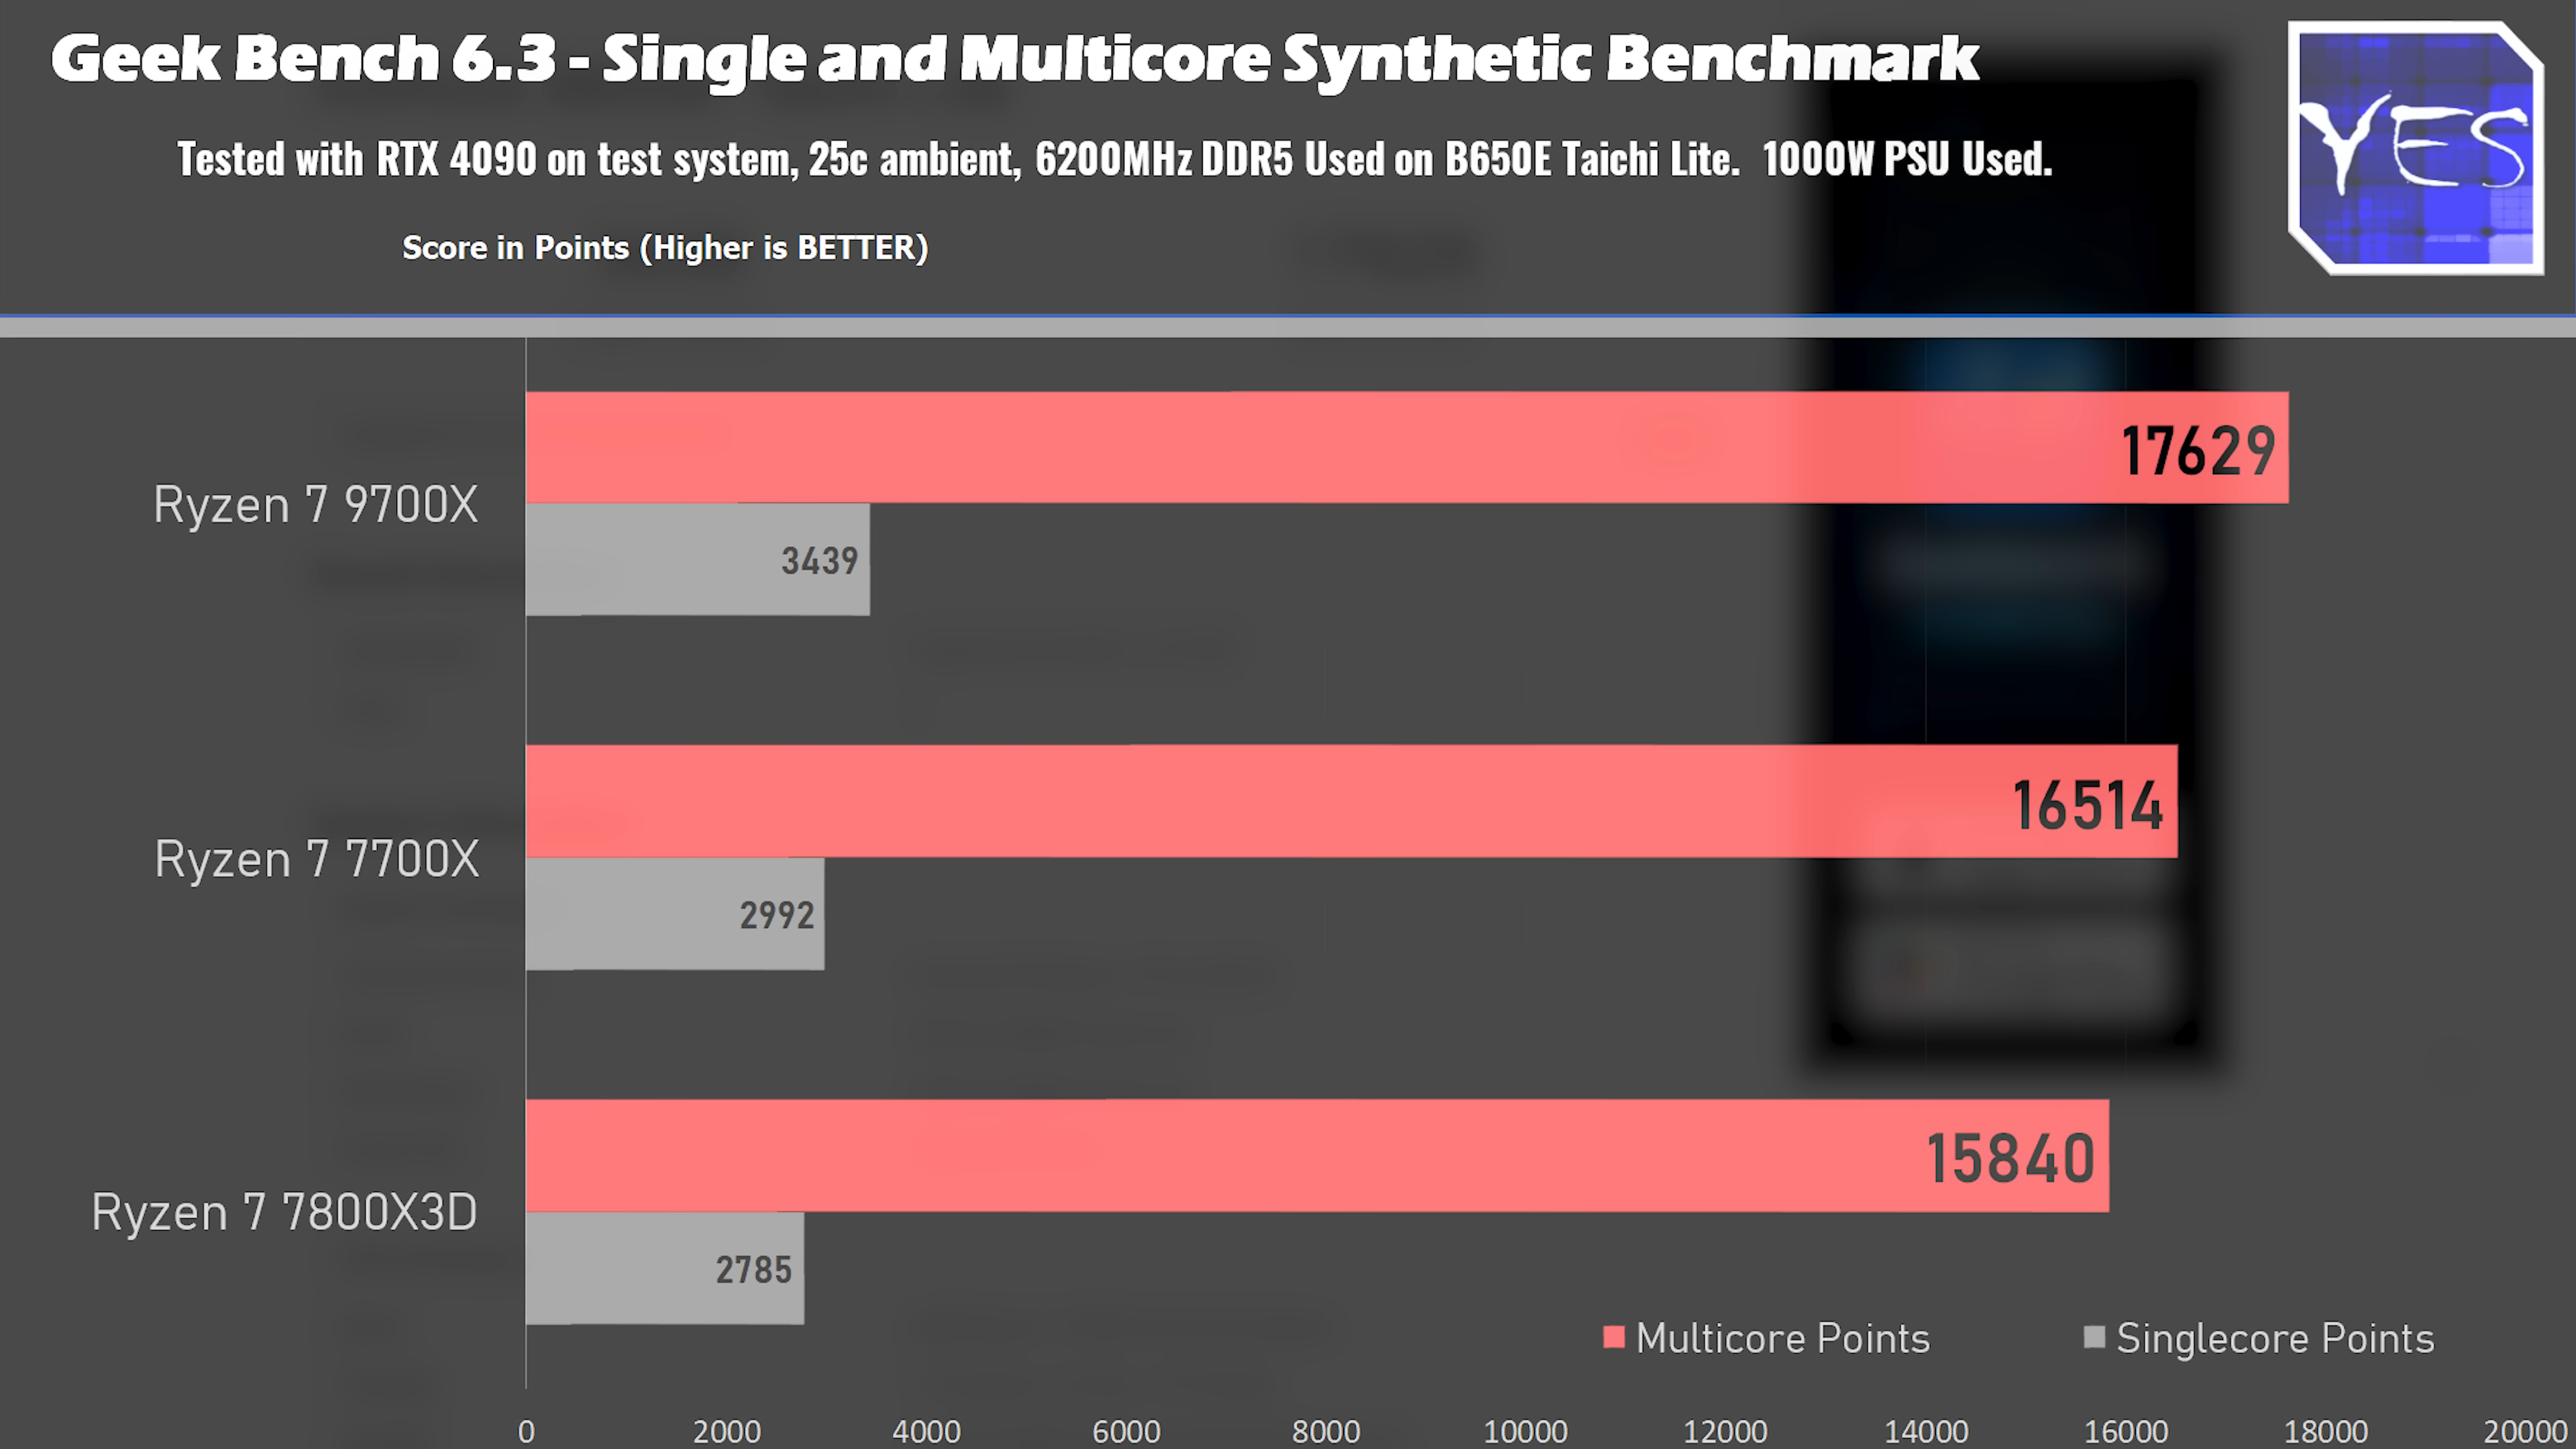 Geek Bench 6.3 - Single and Multicore Synthetic Benchmark
YES
Tested with RTX 4090 on test system, 25c ambient, 6200MHz DDR5 Used on B650E Taichi Lite. 1000W PSU Used.
Score in Points (Higher is BETTER)
17629
Ryzen 7 9700X
3439
16514
Ryzen 7 7700X
2992
15840
Ryzen 7 7800X3D
2785
Multicore Points Singlecore Points
0 2000 4000 6000 8000 10000 12000 14000 16000 18000 20000